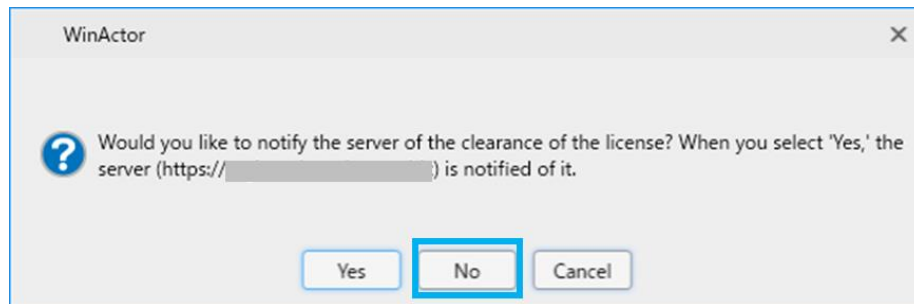 WinActor
Would you like to notify the server of the clearance of the license? When you select 'Yes,' the
server (https:// ) is notified of it.
Yes
No
Cancel